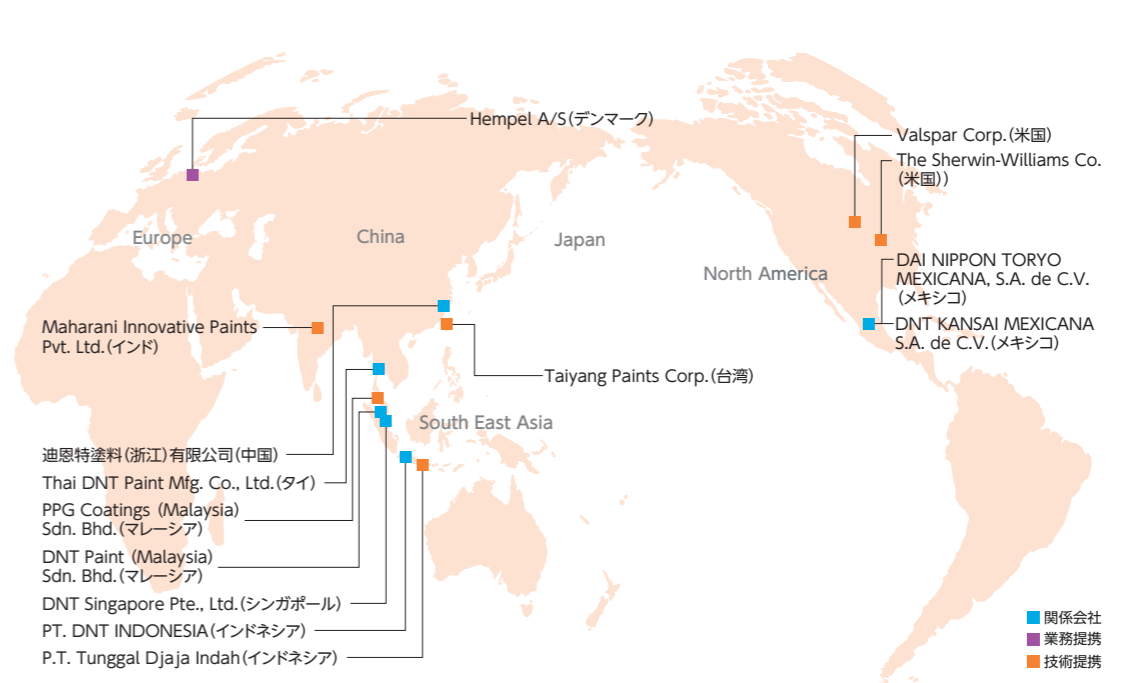 Hempel A/S(デンマーク)
Valspar Corp.(米国)
The Sherwin-Williams Co.
(米国))
Europe
China
Japan
North America
DAI NIPPON TORYO
MEXICANA, S.A. de C.V.
(メキシコ)
DNT KANSAI MEXICANA
S.A. de C.V.(メキシコ)
Maharani Innovative Paints
Pvt. Ltd.(インド)
Taiyang Paints Corp.(台湾)
South East Asia
迪恩特塗料(浙江)有限公司(中国)
Thai DNT Paint Mfg. Co., Ltd.(タイ)
PPG Coatings (Malaysia)
Sdn. Bhd.(マレーシア)
DNT Paint (Malaysia)
Sdn. Bhd.(マレーシア)
DNT Singapore Pte., Ltd.(シンガポール)
PT. DNT INDONESIA(インドネシア)
P.T. Tunggal Djaja Indah(インドネシア)
関係会社
業務提携
技術提携